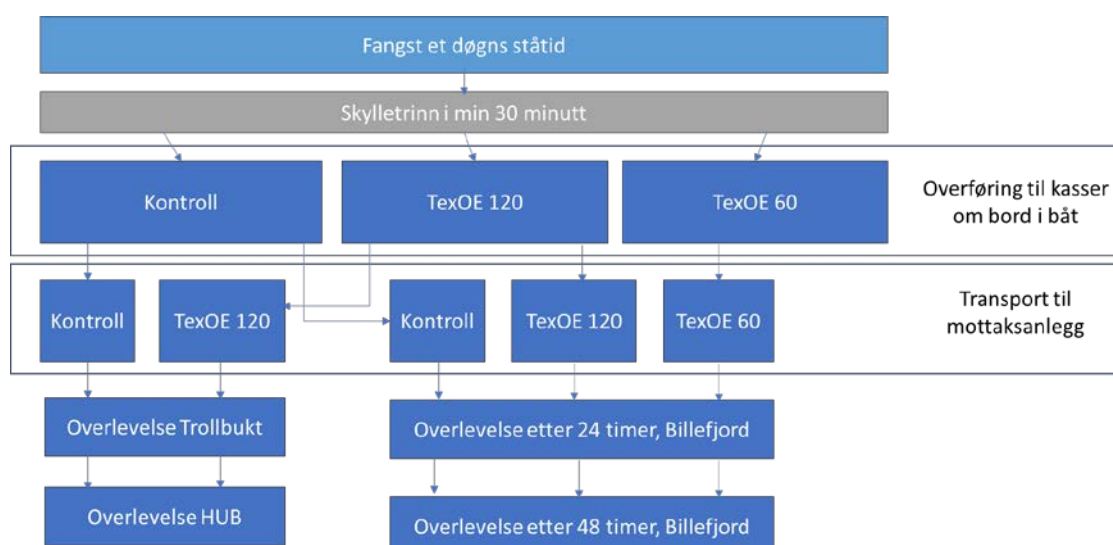 Fangst et døgns ståtid
Skylletrinn i min 30 minutt
Kontroll
TexOE 120
TexOE 60
Overføring til kasser
om bord i båt
Kontroll
TexOE 120
Kontroll
TexOE 120
TexOE 60
Transport til
mottaksanlegg
Overlevelse Trollbukt
Overlevelse etter 24 timer, Billefjord
Overlevelse HUB
Overlevelse etter 48 timer, Billefjord